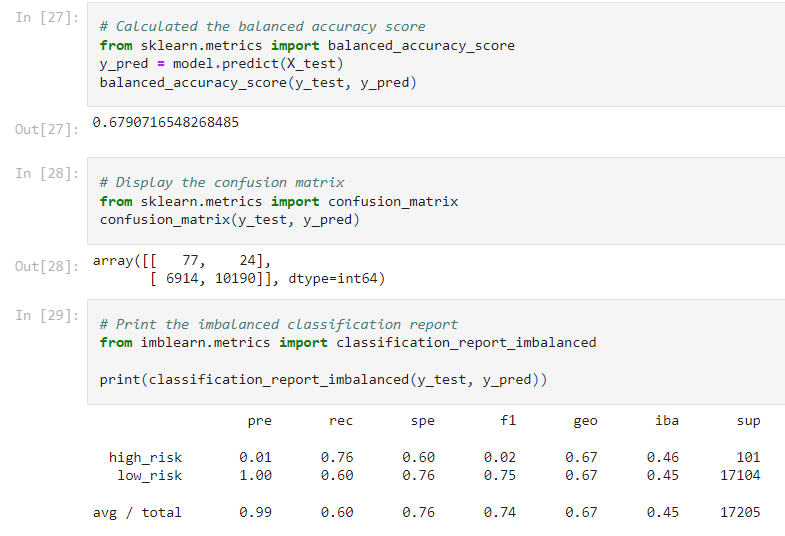 In [27]:
# Calculated the balanced accuracy score
from sklearn.metrics import balanced_accuracy_score
y_pred = model.predict(X_test)
balanced_accuracy_score(y_test, y_pred)
Out[27]:
0.6790716548268485
In [28]:
# Display the confusion matrix
from sklearn.metrics import confusion_matrix
confusion_matrix(y_test, y_pred)
Out[28]:
array([[   77,    24],
       [ 6914, 10190]], dtype=int64)
In [29]:
# Print the imbalanced classification report
from imblearn.metrics import classification_report_imbalanced
print(classification_report_imbalanced(y_test, y_pred))
pre rec spe f1 geo iba sup
high_risk 0.01 0.76 0.60 0.02 0.67 0.46 101
low_risk 1.00 0.60 0.76 0.75 0.67 0.45 17104
avg / total 0.99 0.60 0.76 0.74 0.67 0.45 17205